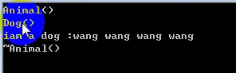 Animal()
Dog()
iam a dog :wang wang wang wang
~Animal()